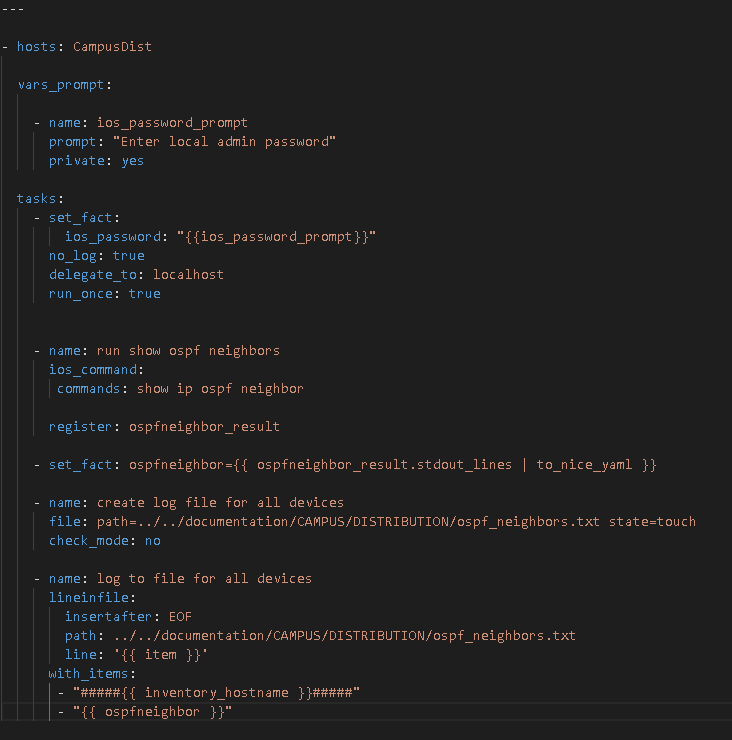 ---
- hosts: CampusDist
vars_prompt:
- name: ios_password_prompt
prompt: "Enter local admin password"
private: yes
tasks:
- set_fact:
ios_password: "{{ios_password_prompt}}"
no_log: true
delegate_to: localhost
run_once: true
- name: run show ospf neighbors
ios_command:
commands: show ip ospf neighbor
register: ospfneighbor_result
- set_fact: ospfneighbor={{ ospfneighbor_result.stdout_lines | to_nice_yaml }}
- name: create log file for all devices
file: path=../../documentation/CAMPUS/DISTRIBUTION/ospf_neighbors.txt state=touch
check_mode: no
- name: log to file for all devices
lineinfile:
insertafter: EOF
path: ../../documentation/CAMPUS/DISTRIBUTION/ospf_neighbors.txt
line: '{{ item }}'
with_items:
- "#####{{ inventory_hostname }}#####"
- "{{ ospfneighbor }}"